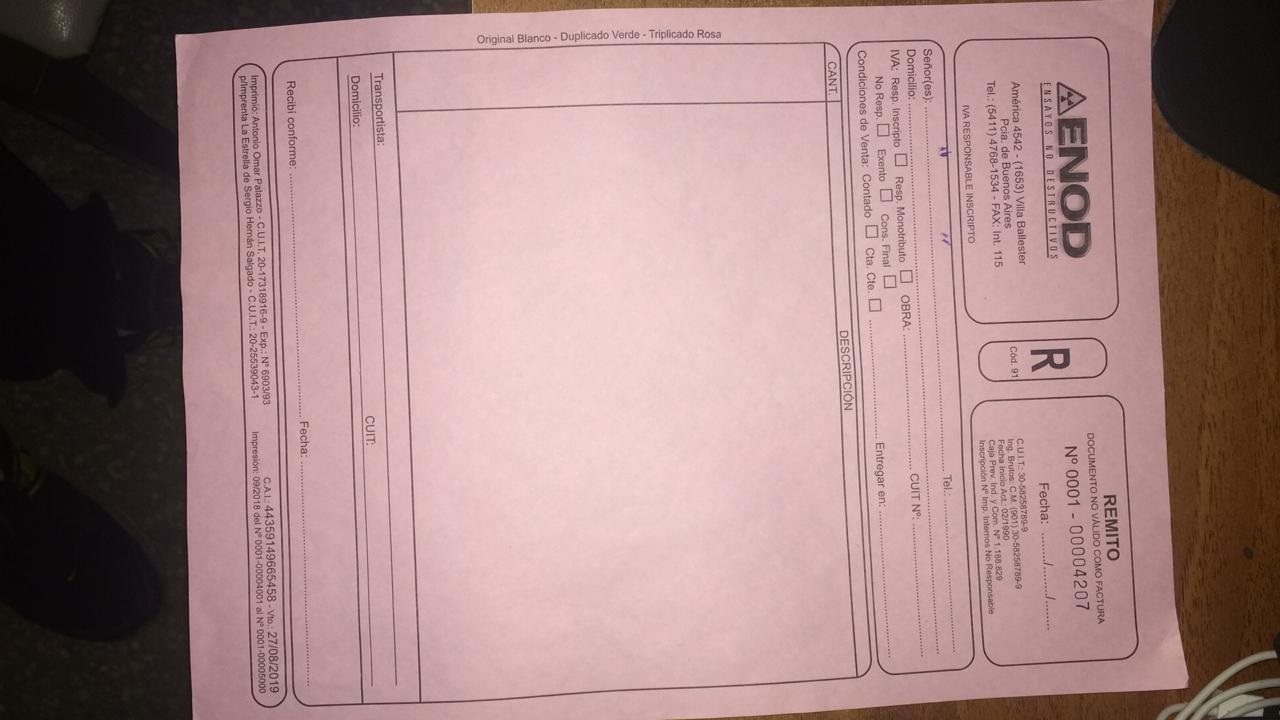 ENOD
ENSAYOS NO DESTRUCTIVOS
América 4542 - (1653) Villa Ballester
Pcia. de Buenos Aires
Tel.: (5411) 4768-1534 - FAX: Int. 115
IVA RESPONSABLE INSCRIPTO
R
Cód. 91
REMITO
DOCUMENTO NO VÁLIDO COMO FACTURA
Nº 0001 - 00004207
Fecha: ......../......../........
C.U.I.T.: 30-58258789-9
Ing. Brutos: C.M. (901) 30-58258789-9
Fecha Inicio Act.: 02/1990
Caja Prev. Ind. y Com. Nº 1.188.829
Inscripción Nº Imp. Internos No Responsable
Señor(es): ........ Tel.: ........
Domicilio: ........
IVA: Resp. Inscripto Resp. Monotributo OBRA: ........ CUIT Nº: ........
No Resp. Exento Cons. Final
Condiciones de Venta: Contado Cta. Cte. ........ Entregar en: ........
CANT. DESCRIPCIÓN
Transportista: CUIT:
Domicilio:
Recibí conforme: ........ Fecha: ........
Imprimió: Antonio Omar Palazzo - C.U.I.T. 20-17318916-9 - Exp.: Nº 6903/93
p/Imprenta La Estrella de Sergio Hernán Salgado - C.U.I.T.: 20-25539043-1
C.A.I.: 44359149665458 - Vto.: 27/08/2019
Impresión: 09/2018 del Nº 0001-00004001 al Nº 0001-00005000
Original Blanco - Duplicado Verde - Triplicado Rosa